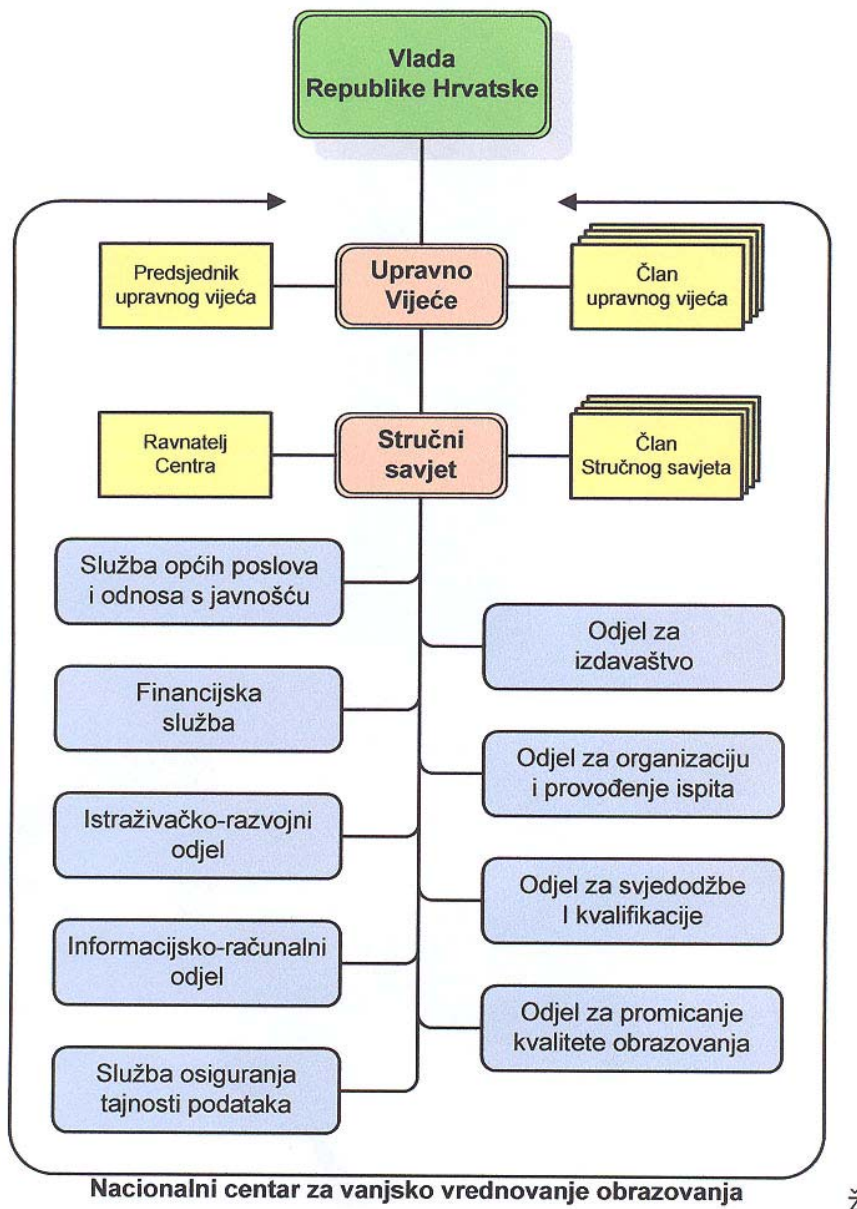 Vlada
Republike Hrvatske
Predsjednik
upravnog vijeća
Upravno
Vijeće
Član
upravnog vijeća
Ravnatelj
Centra
Stručni
savjet
Član
Stručnog savjeta
Služba općih poslova
i odnosa s javnošću
Odjel za
izdavaštvo
Financijska
služba
Odjel za organizaciju
i provođenje ispita
Istraživačko-razvojni
odjel
Odjel za svjedodžbe
I kvalifikacije
Informacijsko-računalni
odjel
Odjel za promicanje
kvalitete obrazovanja
Služba osiguranja
tajnosti podataka
Nacionalni centar za vanjsko vrednovanje obrazovanja